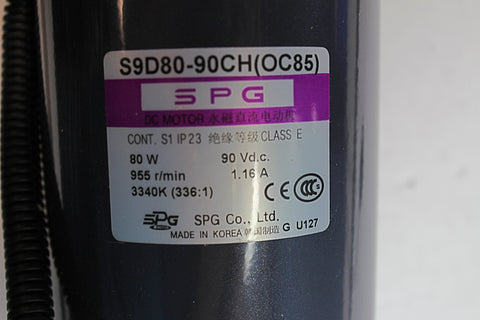 S9D80-90CH(OC85)
SPG
DC MOTOR 永磁直流电动机
CONT. S1 IP23 绝缘等级 CLASS E
80 W 90 Vd.c.
955 r/min 1.16 A
3340K (336:1) CE CCC
SPG SPG Co., Ltd.
MADE IN KOREA 韩国制造 G U127